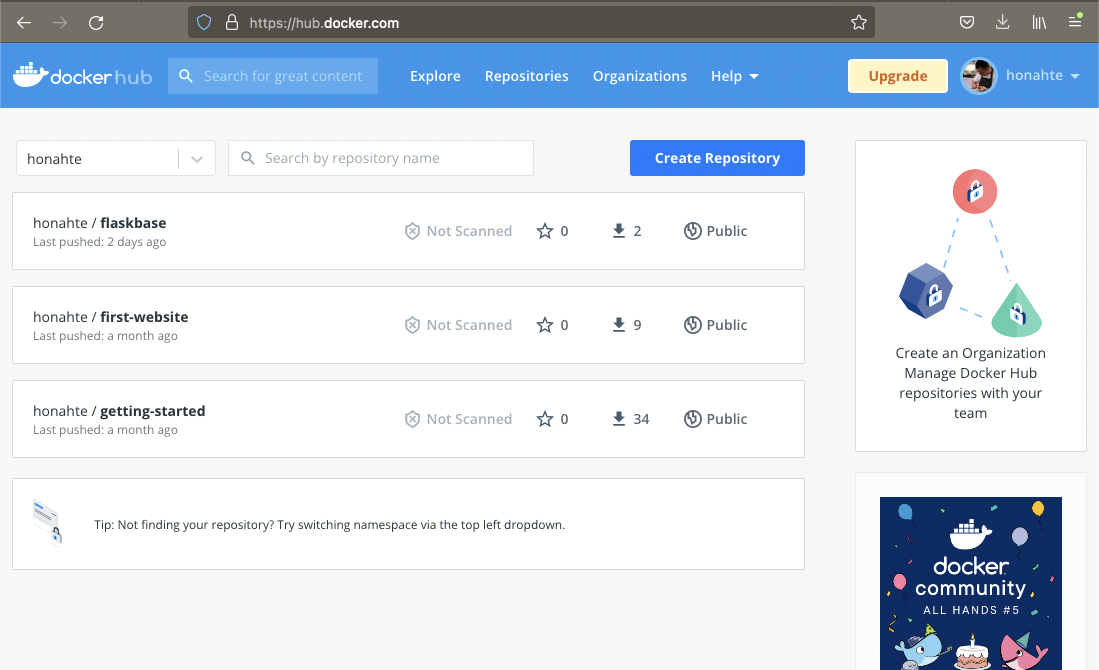 https://hub.docker.com
docker hub
Search for great content
Explore
Repositories
Organizations
Help
Upgrade
honahte
honahte
Search by repository name
Create Repository
honahte / flaskbase
Last pushed: 2 days ago
Not Scanned
0
2
Public
honahte / first-website
Last pushed: a month ago
Not Scanned
0
9
Public
honahte / getting-started
Last pushed: a month ago
Not Scanned
0
34
Public
Tip: Not finding your repository? Try switching namespace via the top left dropdown.
Create an Organization
Manage Docker Hub
repositories with your
team
docker
community
ALL HANDS #5